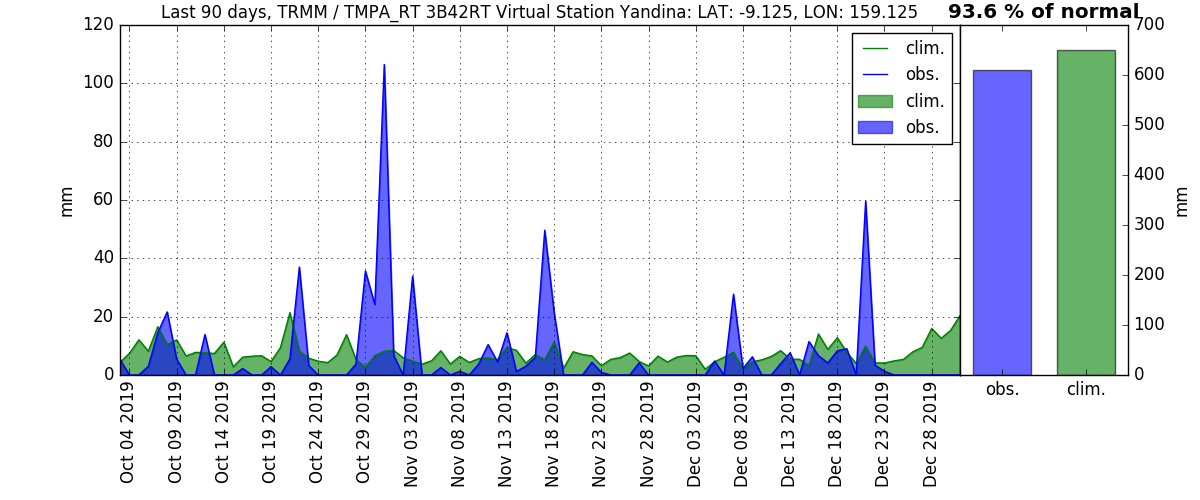 Last 90 days, TRMM / TMPA_RT 3B42RT Virtual Station Yandina: LAT: -9.125, LON: 159.125
93.6 % of normal
120
100
80
60
40
20
0
mm
clim.
obs.
clim.
obs.
700
600
500
400
300
200
100
0
mm
obs.
clim.
Oct 04 2019
Oct 09 2019
Oct 14 2019
Oct 19 2019
Oct 24 2019
Oct 29 2019
Nov 03 2019
Nov 08 2019
Nov 13 2019
Nov 18 2019
Nov 23 2019
Nov 28 2019
Dec 03 2019
Dec 08 2019
Dec 13 2019
Dec 18 2019
Dec 23 2019
Dec 28 2019